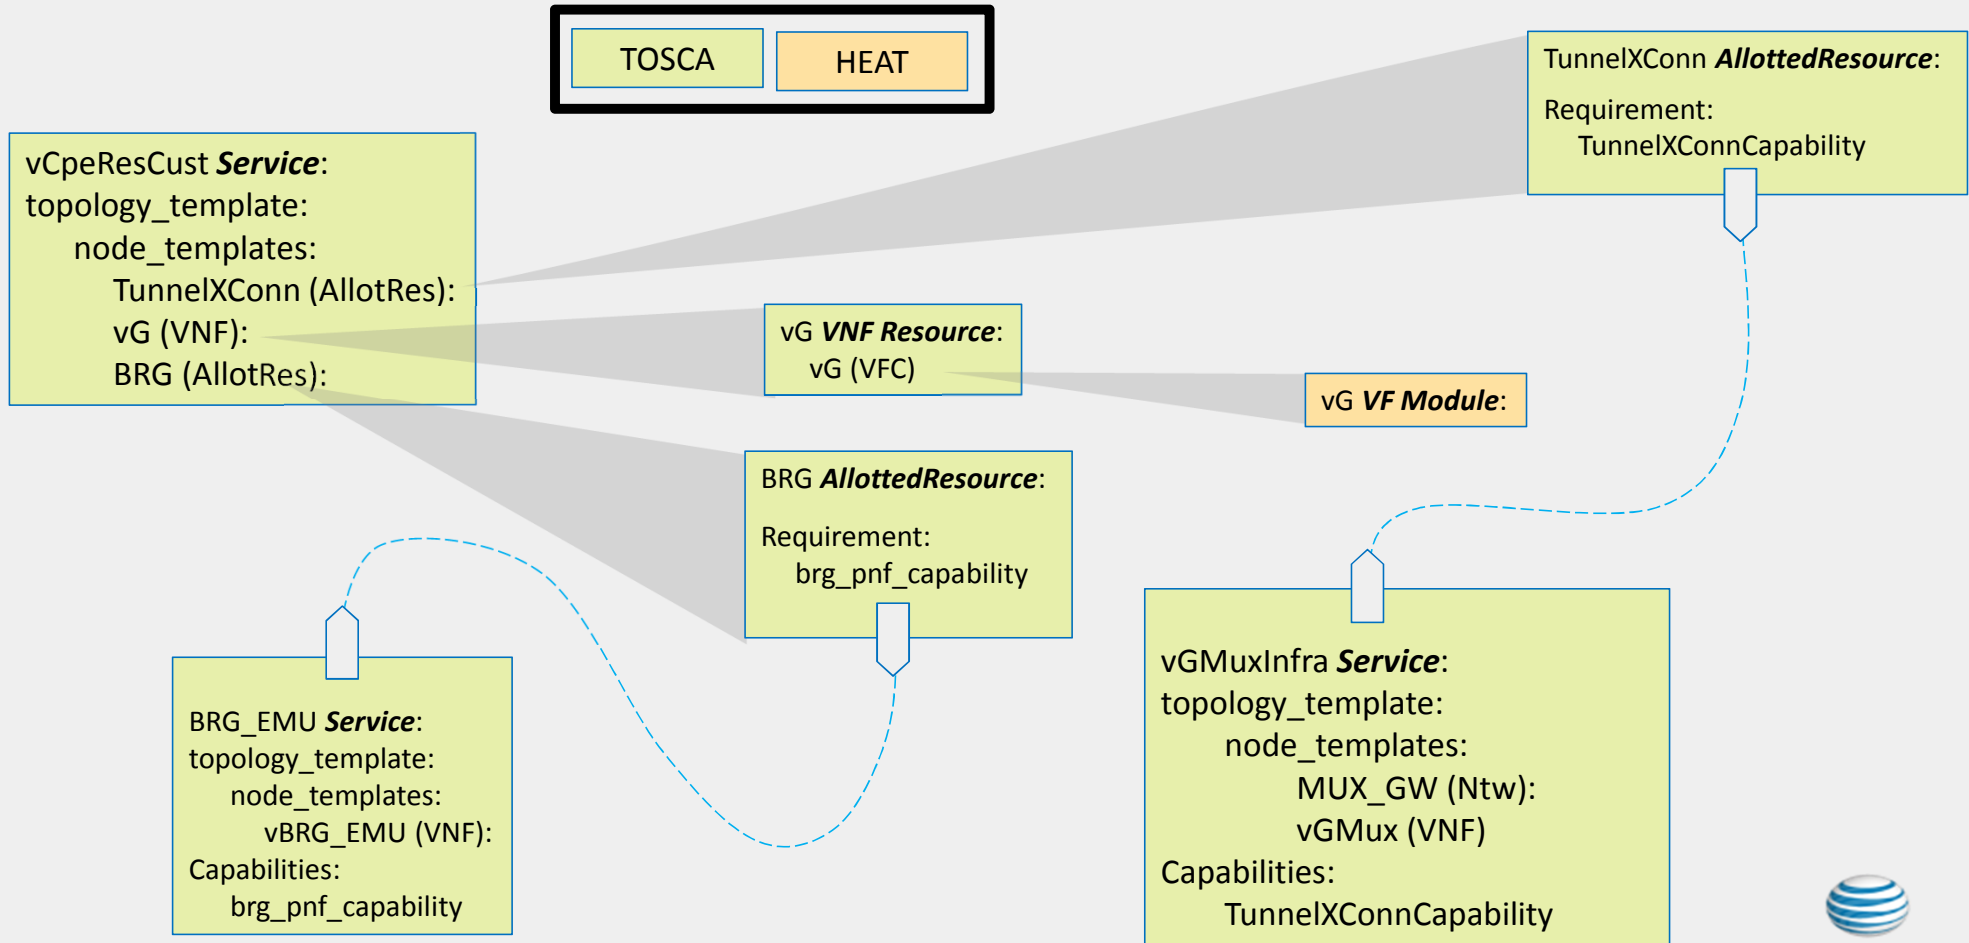 TOSCA
HEAT
TunnelXConn AllottedResource:
Requirement:
TunnelXConnCapability
vCpeResCust Service:
topology_template:
node_templates:
TunnelXConn (AllotRes):
vG (VNF):
BRG (AllotRes):
vG VNF Resource:
vG (VFC)
vG VF Module:
BRG AllottedResource:
Requirement:
brg_pnf_capability
BRG_EMU Service:
topology_template:
node_templates:
vBRG_EMU (VNF):
Capabilities:
brg_pnf_capability
vGMuxInfra Service:
topology_template:
node_templates:
MUX_GW (Ntw):
vGMux (VNF)
Capabilities:
TunnelXConnCapability